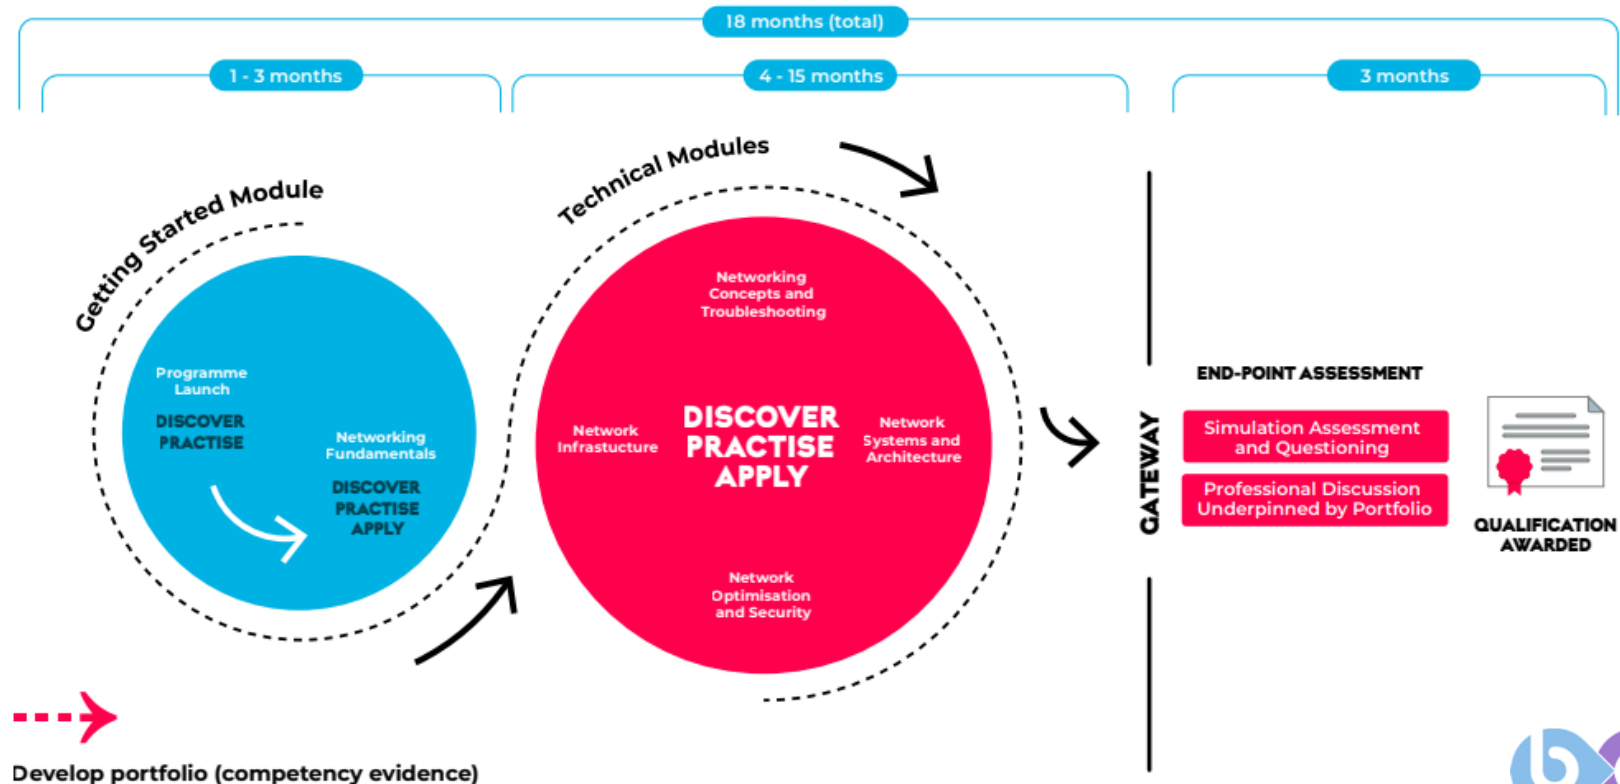 18 months (total)
1 - 3 months
4 - 15 months
3 months
Getting Started Module
Programme
Launch
DISCOVER
PRACTISE
Networking
Fundamentals
DISCOVER
PRACTISE
APPLY
Technical Modules
Networking
Concepts and
Troubleshooting
Network
Infrastucture
DISCOVER
PRACTISE
APPLY
Network
Systems and
Architecture
Network
Optimisation
and Security
GATEWAY
END-POINT ASSESSMENT
Simulation Assessment
and Questioning
Professional Discussion
Underpinned by Portfolio
QUALIFICATION
AWARDED
Develop portfolio (competency evidence)
b